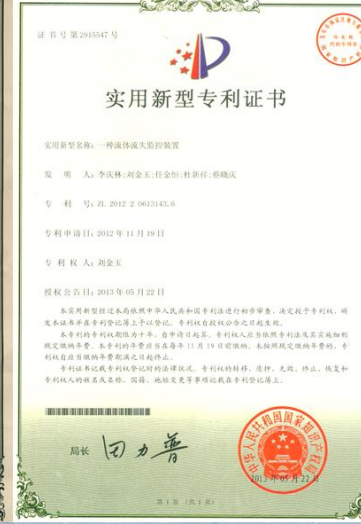 证书号第2915547号
实用新型专利证书
实用新型名称：一种流体流失监控装置
发 明 人：李庆林;刘金玉;任金恒;杜新祥;蔡晓庆
专 利 号：ZL 2012 2 0613143.6
专利申请日：2012年11月19日
专 利 权 人：刘金玉
授权公告日：2013年05月22日
本实用新型经过本局依照中华人民共和国专利法进行初步审查，决定授予专利权，颁
发本证书并在专利登记簿上予以登记。专利权自授权公告之日起生效。
本专利的专利权期限为十年，自申请日起算。专利权人应当依照专利法及其实施细则
规定缴纳年费。本专利的年费应当在每年11月19日前缴纳。未按照规定缴纳年费的，专
利权自应当缴纳年费期满之日起终止。
专利证书记载专利权登记时的法律状况。专利权的转移、质押、无效、终止、恢复和
专利权人的姓名或名称、国籍、地址变更等事项记载在专利登记簿上。
局长 田力普
中华人民共和国国家知识产权局
2013年05月22日
第1页（共1页）